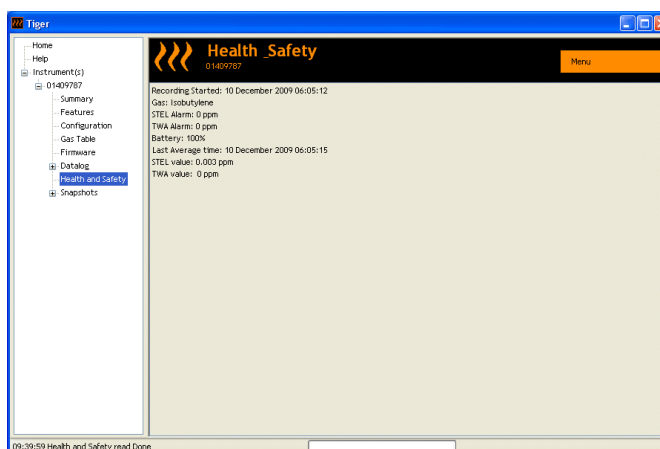 Tiger
Home
Help
Instrument(s)
01409787
Summary
Features
Configuration
Gas Table
Firmware
Datalog
Health and Safety
Snapshots
Health _Safety
01409787
Menu
Recording Started: 10 December 2009 06:05:12
Gas: Isobutylene
STEL Alarm: 0 ppm
TWA Alarm: 0 ppm
Battery: 100%
Last Average time: 10 December 2009 06:05:15
STEL value: 0.003 ppm
TWA value:  0 ppm
09:39:59 Health and Safety read Done